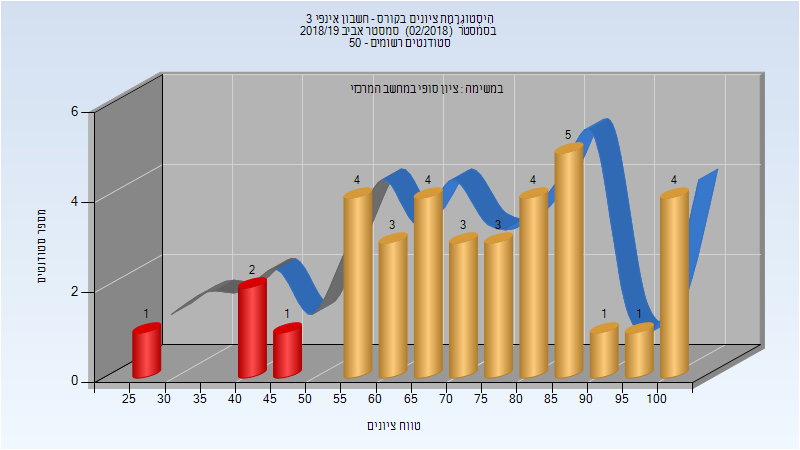 היסטוגרמת ציונים בקורס - חשבון אינפי 3
בסמסטר (02/2018) סמסטר אביב 2018/19
סטודנטים רשומים - 50
במשימה : ציון סופי במחשב המרכזי
מספר סטודנטים
6
4
2
0
1
2
1
4
3
4
3
3
4
5
1
1
4
25 30 35 40 45 50 55 60 65 70 75 80 85 90 95 100
טווח ציונים